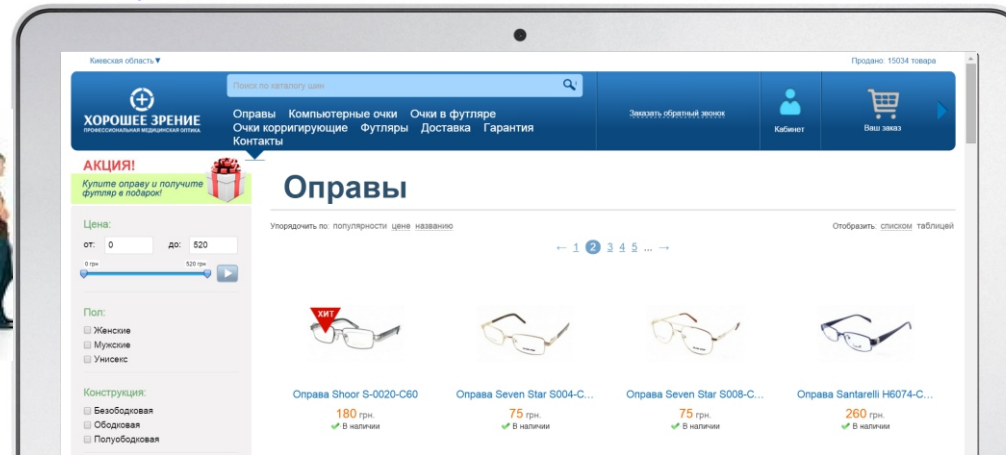 Киевская область▼
Продано: 15034 товара
ХОРОШЕЕ ЗРЕНИЕ
ПРОФЕССИОНАЛЬНАЯ МЕДИЦИНСКАЯ ОПТИКА
Поиск по каталогу шин
Оправы Компьютерные очки Очки в футляре
Очки корригирующие Футляры Доставка Гарантия
Контакты
Заказать обратный звонок
Кабинет
Ваш заказ
АКЦИЯ!
Купите оправу и получите
футляр в подарок!
Оправы
Упорядочить по: популярности цене названию
Отобразить: списком таблицей
← 1 2 3 4 5 ... →
Цена:
от: 0 до: 520
0 грн 520 грн
Пол:
Женские
Мужские
Унисекс
Конструкция:
Безободковая
Ободковая
Полуободковая
ХИТ
Оправа Shoor S-0020-C60
180 грн.
В наличии
Оправа Seven Star S004-C...
75 грн.
В наличии
Оправа Seven Star S008-C...
75 грн.
В наличии
Оправа Santarelli H6074-C...
260 грн.
В наличии